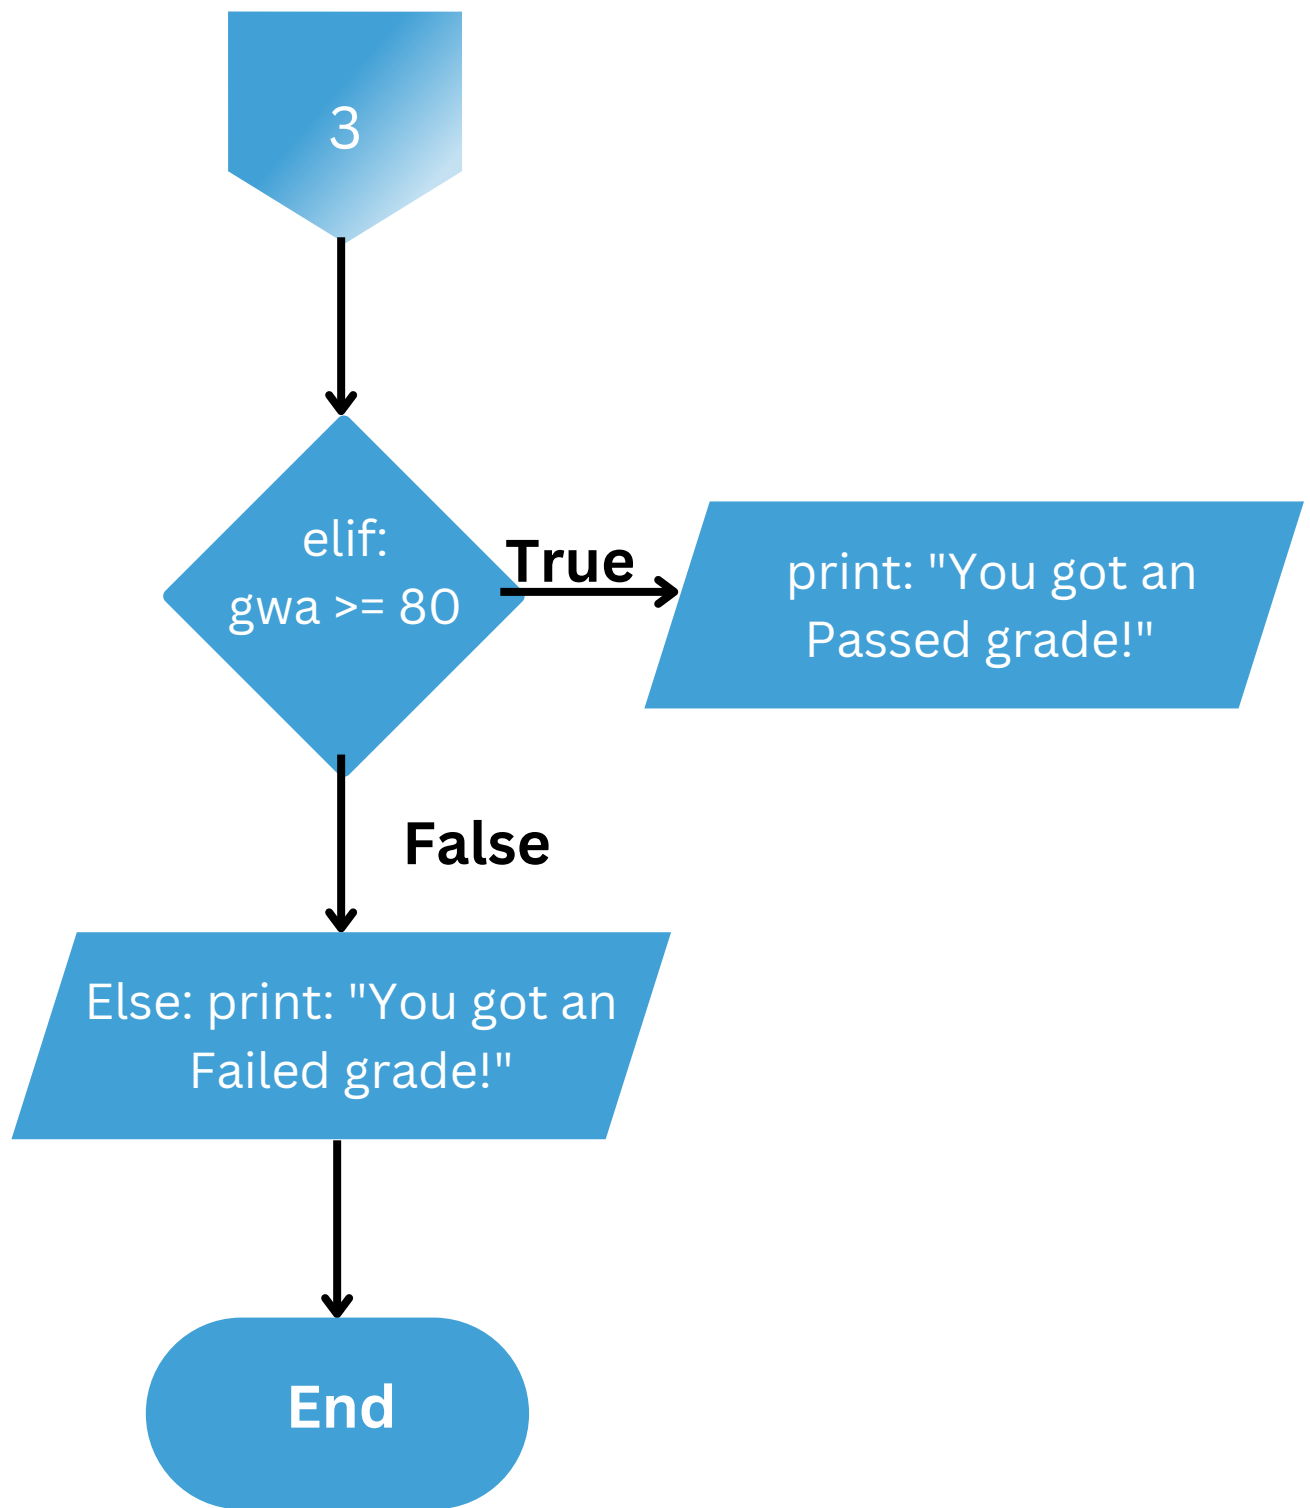 3
elif:
gwa >= 80
True
print: "You got an
Passed grade!"
False
Else: print: "You got an
Failed grade!"
End